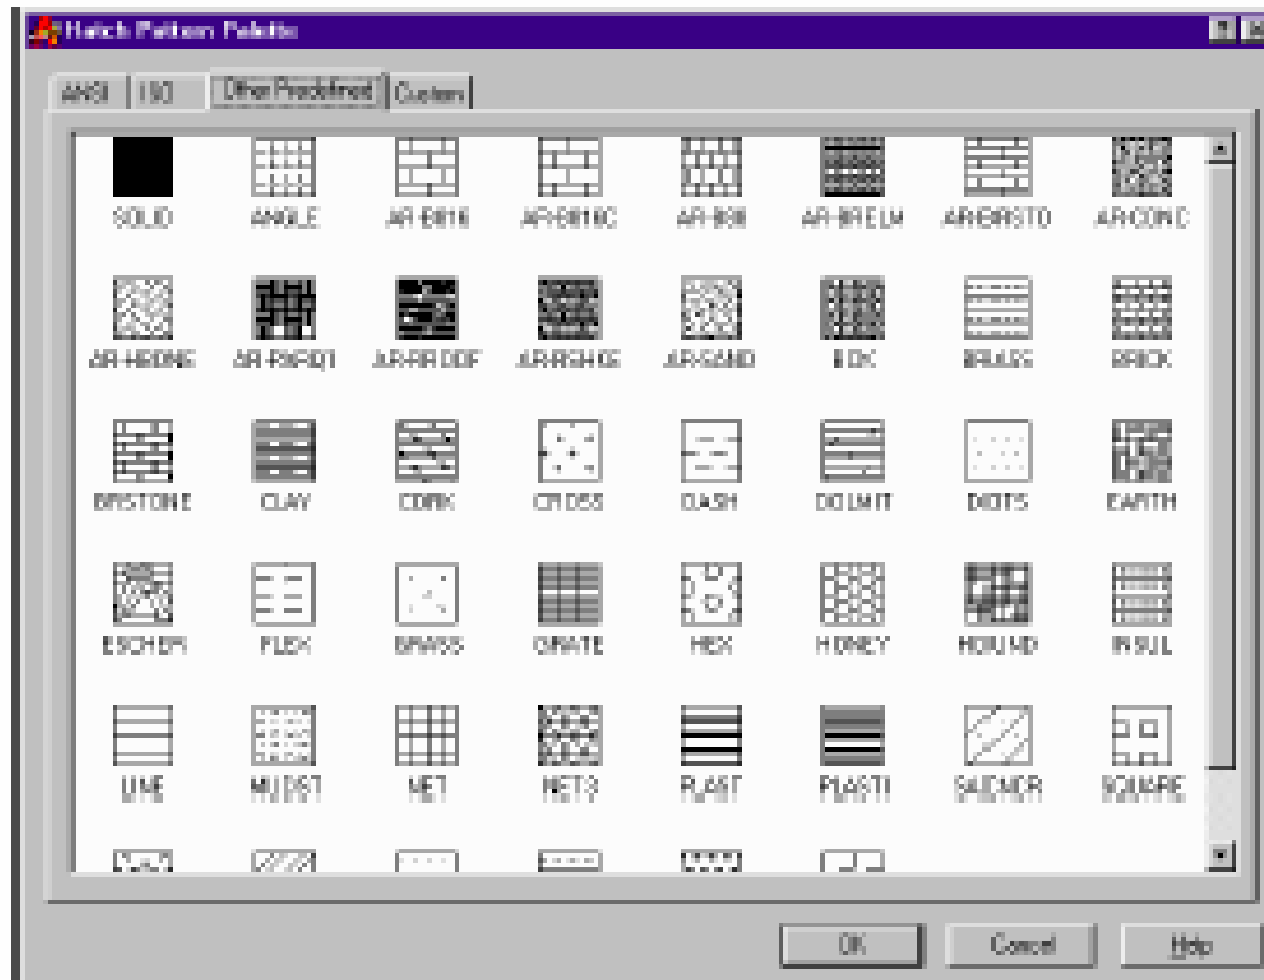 Hatch Pattern Palette
ANSI ISO Other Predefined Custom
SOLID ANGLE AR-B816 AR-B816C AR-B88 AR-BRELM AR-BRSTD AR-CONC
AR-HBONE AR-PARQ1 AR-RROOF AR-RSHKE AR-SAND BOX BRASS BRICK
BRSTONE CLAY CORK CROSS DASH DOLMIT DOTS EARTH
ESCHER FLEX GRASS GRATE HEX HONEY HOUND INSUL
LINE MUDST NET NET3 PLAST PLASTI SACNCR SQUARE
OK Cancel Help